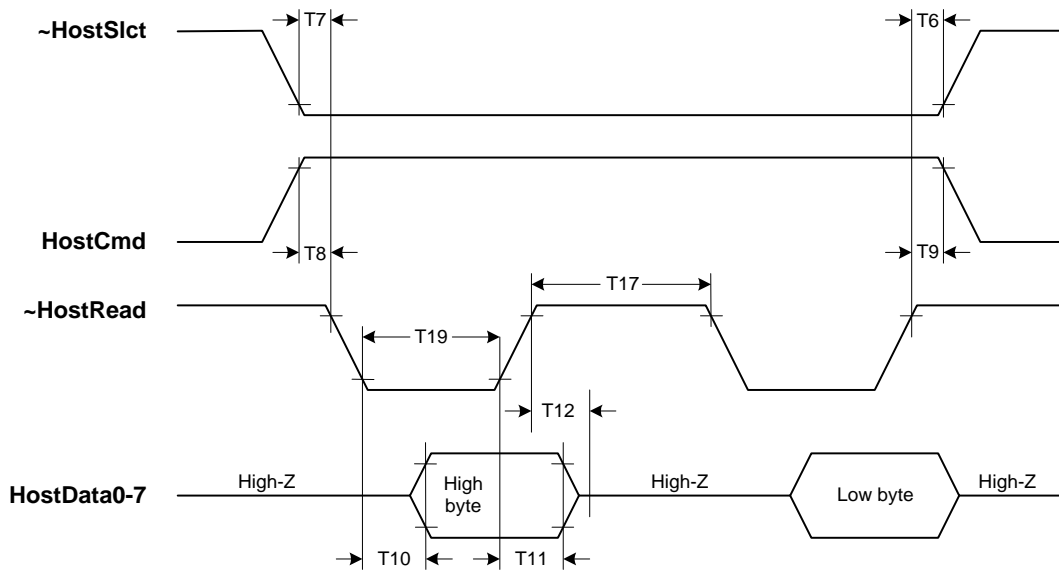 T7
T6
~HostSlct
HostCmd
T8
T9
~HostRead
T17
T19
T12
HostData0-7
High-Z
High
byte
High-Z
Low byte
High-Z
T10
T11